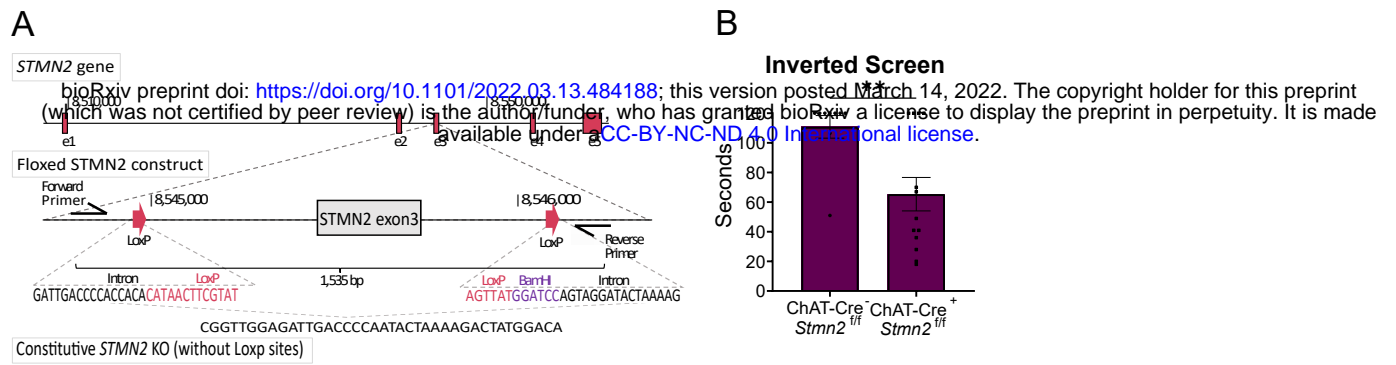 A
B
STMN2 gene
Inverted Screen
**
bioRxiv preprint doi: https://doi.org/10.1101/2022.03.13.484188; this version posted March 14, 2022. The copyright holder for this preprint
|8,510,000
|8,550,000
(which was not certified by peer review) is the author/funder, who has granted bioRxiv a license to display the preprint in perpetuity. It is made
available under aCC-BY-NC-ND 4.0 International license.
e1
e2
e3
e4
e5
Floxed STMN2 construct
Forward
Primer
|8,545,000
|8,546,000
STMN2 exon3
LoxP
LoxP
Reverse
Primer
1,535 bp
Intron
LoxP
LoxP
BamHI
Intron
GATTGACCCCACCACACATAACTTCGTAT
AGTTATGGATCCAGTAGGATACTAAAAG
CGGTTGGAGATTGACCCCAATACTAAAAGACTATGGACA
Constitutive STMN2 KO (without Loxp sites)
Seconds
120
100
80
60
40
20
0
ChAT-Cre-
Stmn2 f/f
ChAT-Cre+
Stmn2 f/f